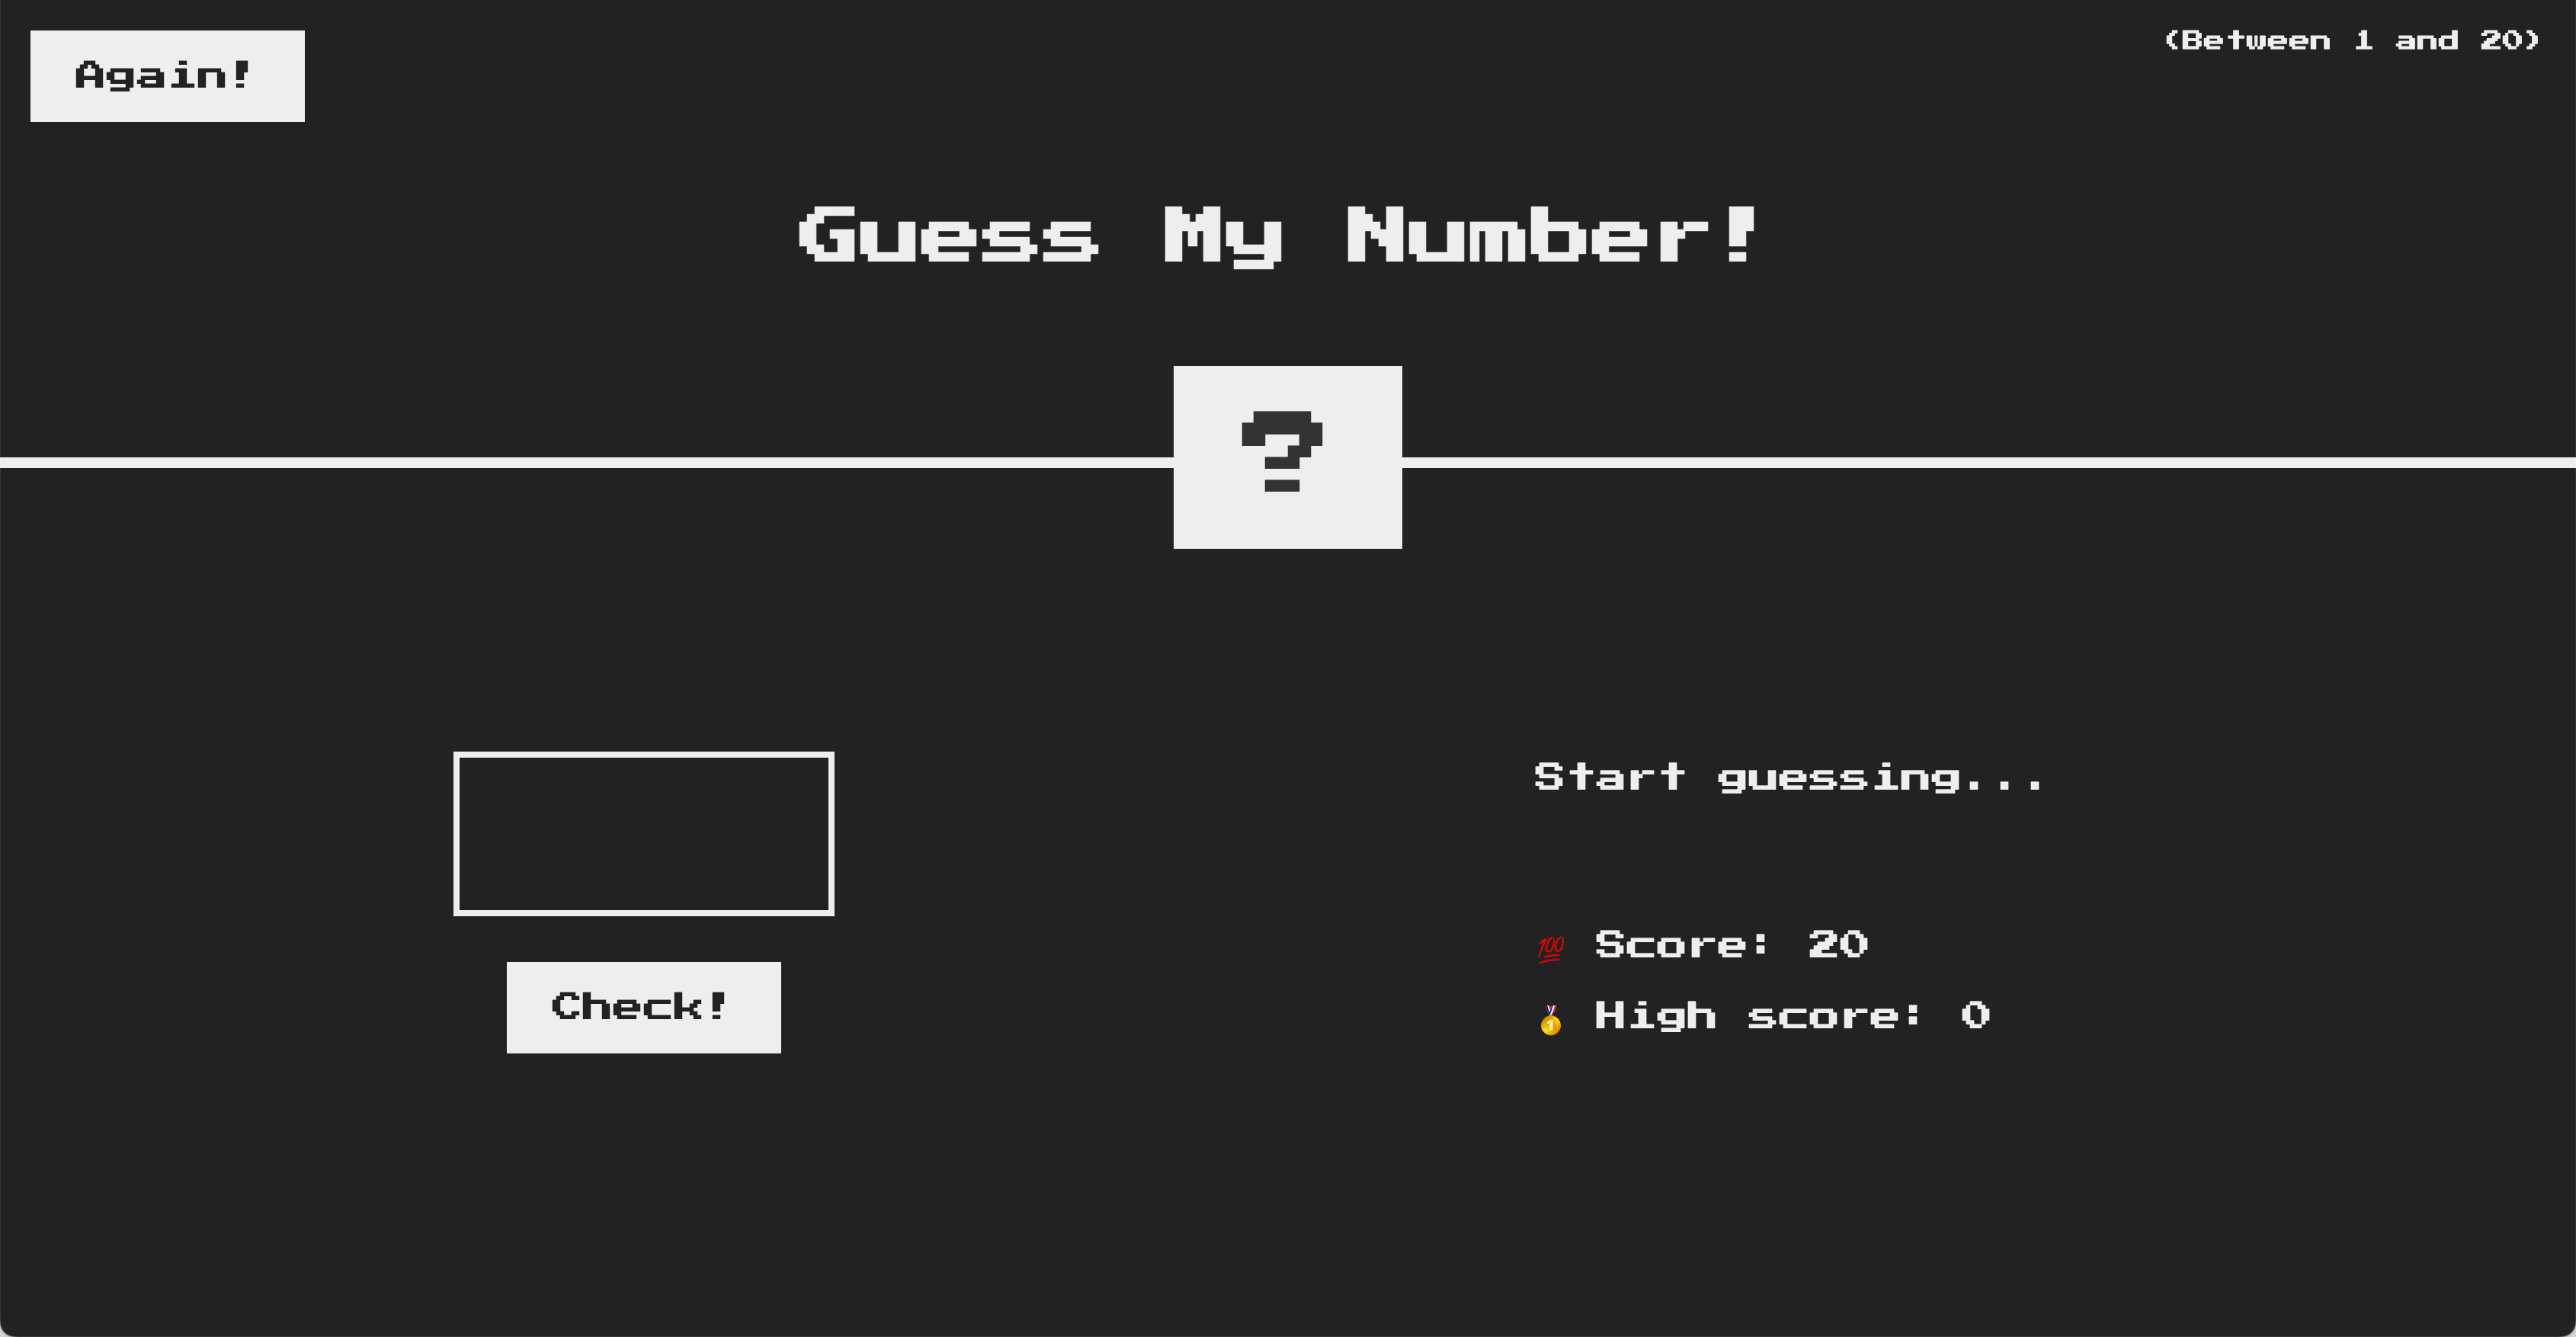 Again!
(Between 1 and 20)
Guess My Number!
?
Start guessing...
💯 Score: 20
Check!
🥇 High score: 0